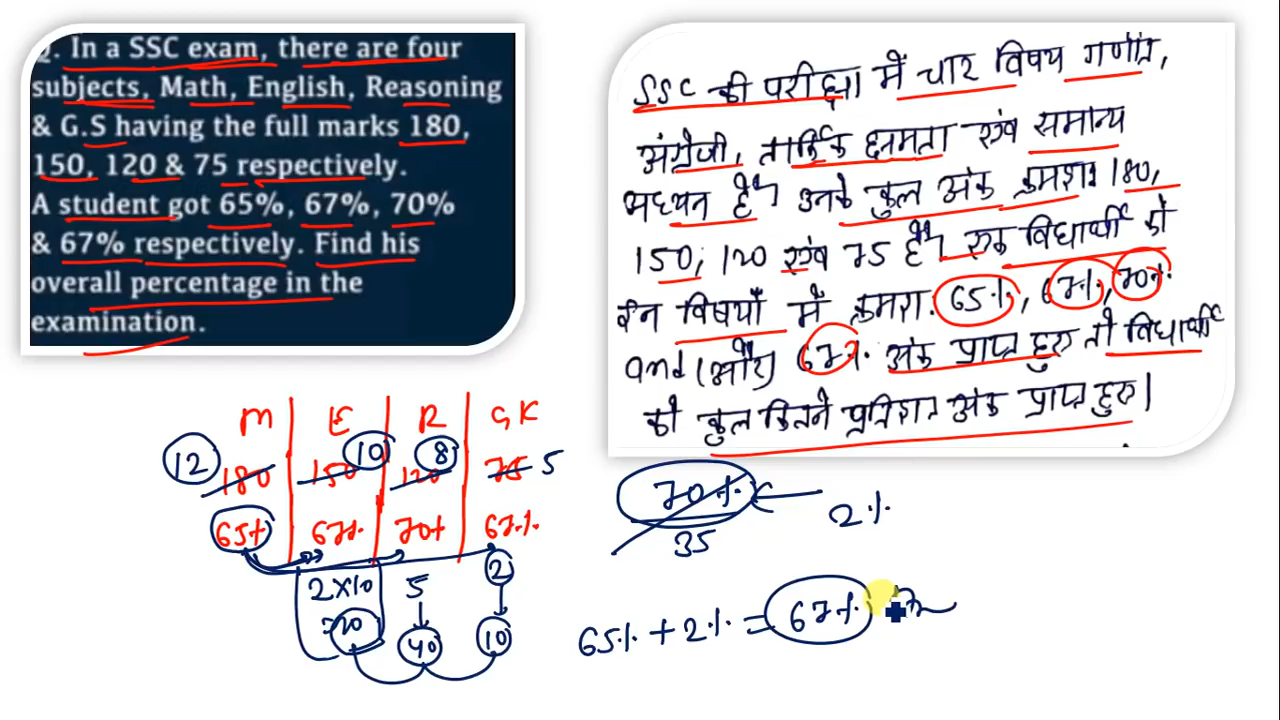 Q. In a SSC exam, there are four
subjects, Math, English, Reasoning
& G.S having the full marks 180,
150, 120 & 75 respectively.
A student got 65%, 67%, 70%
& 67% respectively. Find his
overall percentage in the
examination.
SSC की परीक्षा में चार विषय गणीत,
अंग्रेजी, तार्किक क्षमता एवंम समान्य
अध्यन है" उनके कुल अंक क्रमशः 180,
150, 120 एवंम 75 है" एक विद्यार्थी को
इन विषयों में क्रमश. 65%, 67%, 70%
and (और) 67%. अंक प्राप्त हुए तो विधार्थी
को कुल कितने प्रतिशत अंक प्राप्त हुए।
M E R GK
12 180 150 10 120 8 75 5
65% 67% 70% 67%
2×10 5 2
20 40 10
70% 2%
35
65% + 2% = 67%